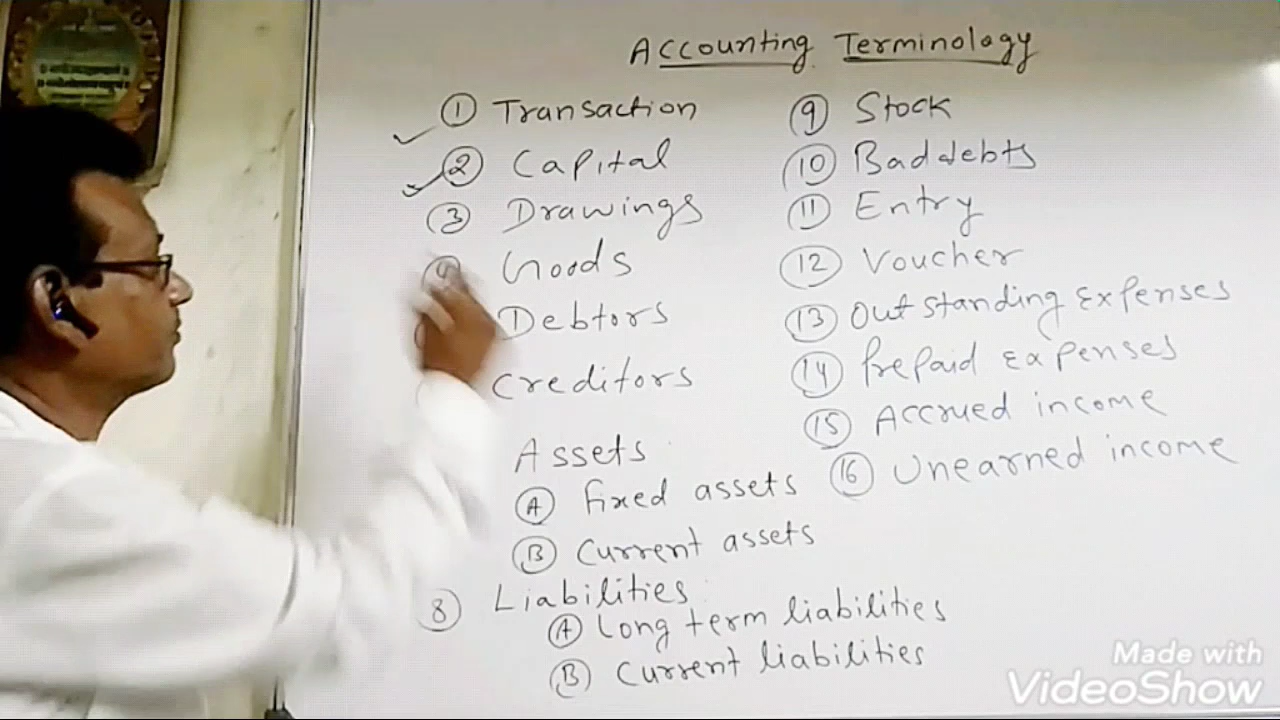 Accounting Terminology
① Transaction
② Capital
③ Drawings
④ Goods
Debtors
Creditors
Assets
Ⓐ Fixed assets
Ⓑ Current assets
⑧ Liabilities
Ⓐ Long term liabilities
Ⓑ Current liabilities
⑨ Stock
⑩ Bad debts
⑪ Entry
⑫ Voucher
⑬ Outstanding Expenses
⑭ Prepaid Expenses
⑮ Accrued income
⑯ Unearned income
Made with
VideoShow